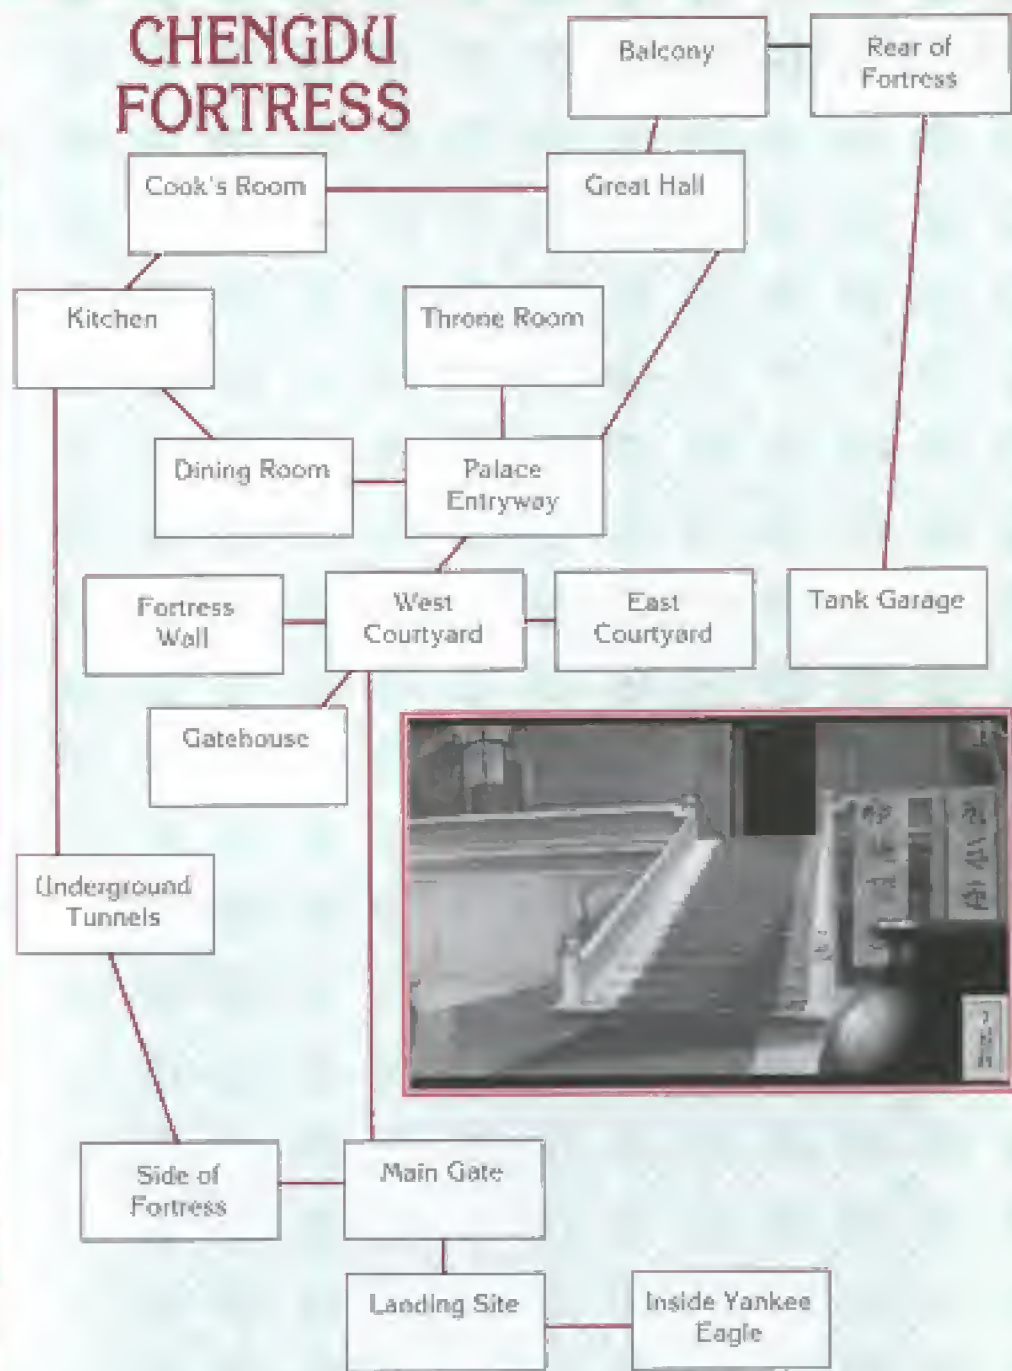 CHENGDU
FORTRESS
Balcony
Rear of
Fortress
Cook's Room
Great Hall
Kitchen
Throne Room
Dining Room
Palace
Entryway
Fortress
Wall
West
Courtyard
East
Courtyard
Tank Garage
Gatehouse
Underground
Tunnels
Side of
Fortress
Main Gate
Landing Site
Inside Yankee
Eagle